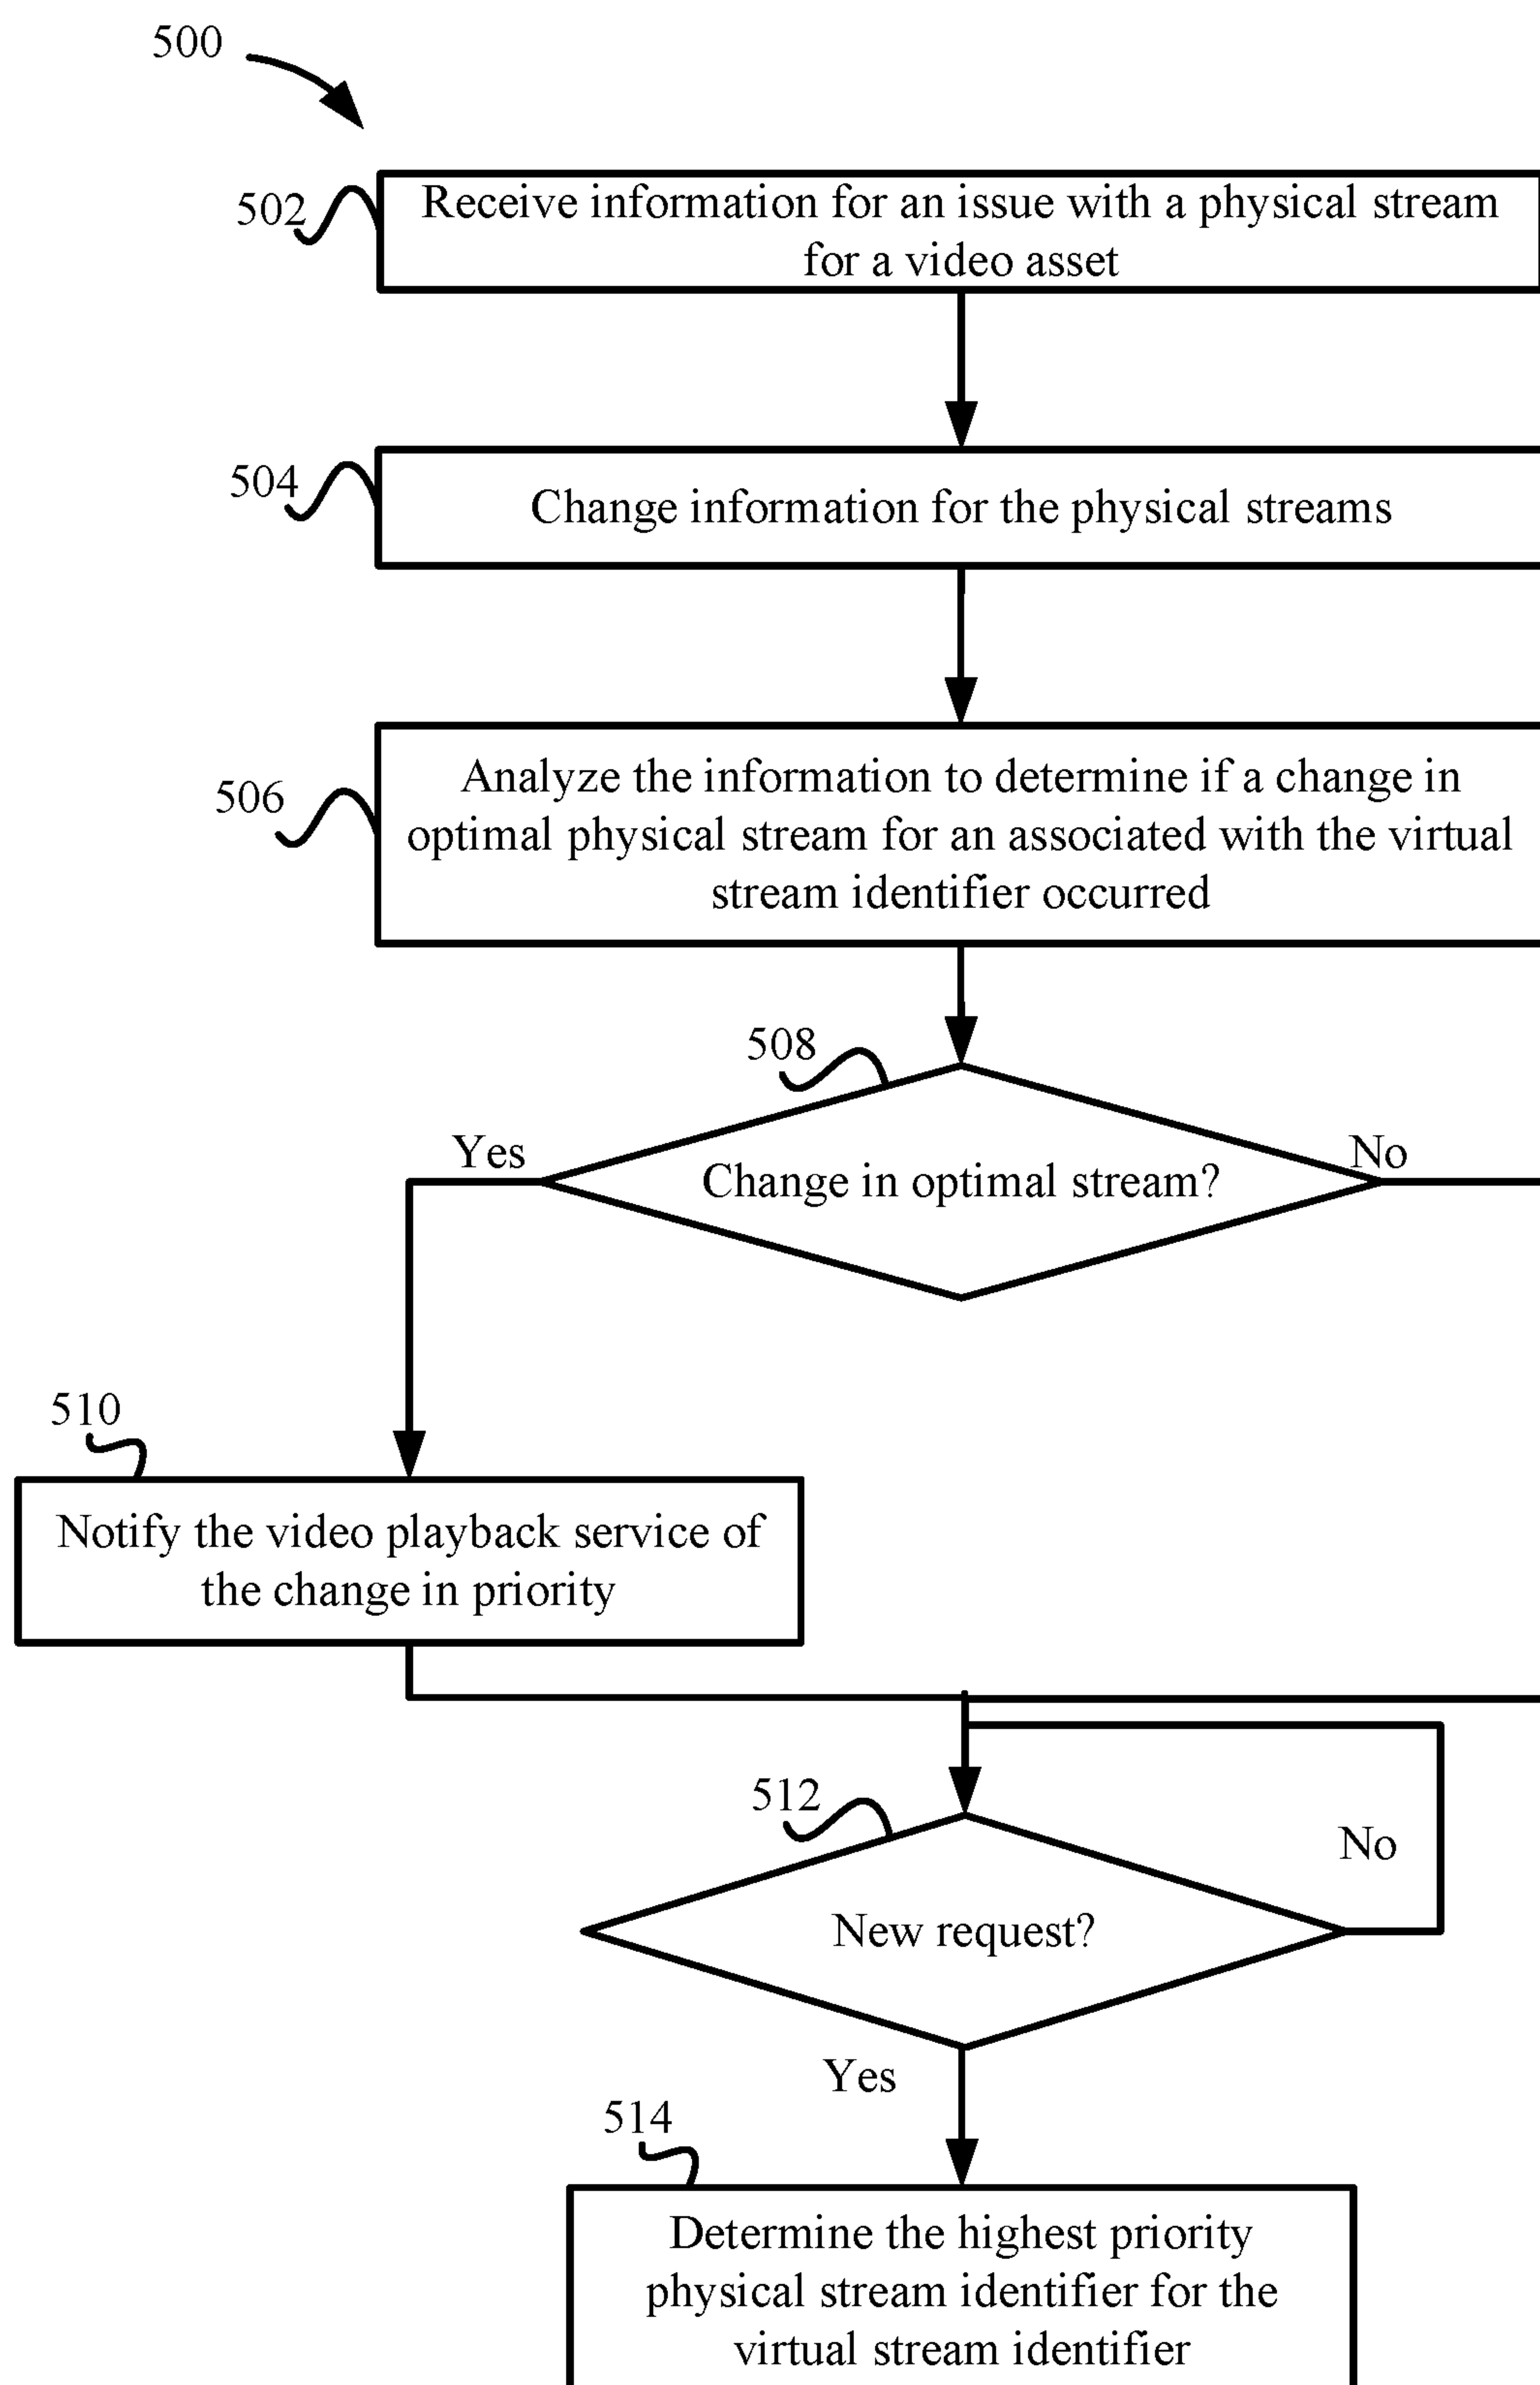 500
502
Receive information for an issue with a physical stream
for a video asset
504
Change information for the physical streams
506
Analyze the information to determine if a change in
optimal physical stream for an associated with the virtual
stream identifier occurred
508
Yes
Change in optimal stream?
No
510
Notify the video playback service of
the change in priority
512
No
New request?
Yes
514
Determine the highest priority
physical stream identifier for the
virtual stream identifier